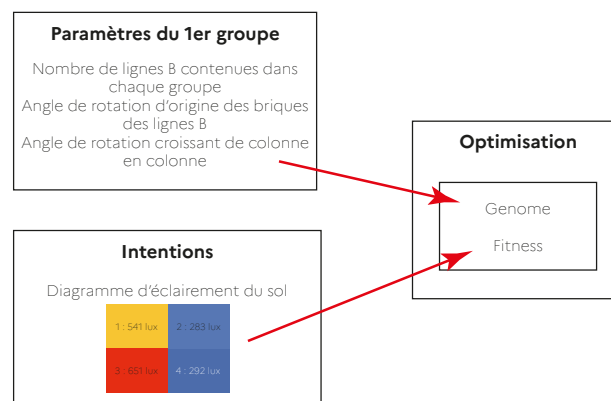 Paramètres du 1er groupe
Nombre de lignes B contenues dans
chaque groupe
Angle de rotation d'origine des briques
des lignes B
Angle de rotation croissant de colonne
en colonne
Optimisation
Genome
Fitness
Intentions
Diagramme d'éclairement du sol
1 : 541 lux
2 : 283 lux
3 : 651 lux
4 : 292 lux